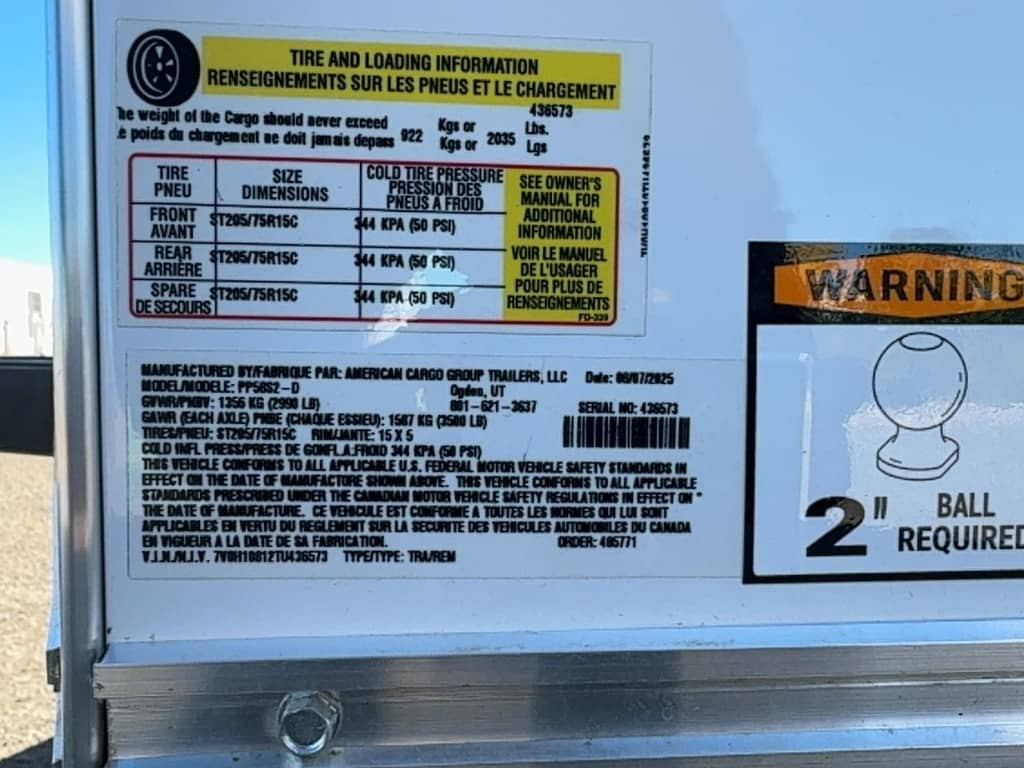 TIRE AND LOADING INFORMATION
RENSEIGNEMENTS SUR LES PNEUS ET LE CHARGEMENT
436573
he weight of the Cargo should never exceed Kgs or Lbs.
e poids du chargement ne doit jamais depass 922 Kgs or 2035 Lgs
TIRE PNEU
SIZE DIMENSIONS
COLD TIRE PRESSURE PRESSION DES PNEUS A FROID
FRONT AVANT ST205/75R15C 344 KPA (50 PSI)
REAR ARRIÈRE ST205/75R15C 344 KPA (50 PSI)
SPARE DE SECOURS ST205/75R15C 344 KPA (50 PSI)
SEE OWNER'S
MANUAL FOR
ADDITIONAL
INFORMATION
VOIR LE MANUEL
DE L'USAGER
POUR PLUS DE
RENSEIGNEMENTS
FD-339
MANUFACTURED BY/FABRIQUE PAR: AMERICAN CARGO GROUP TRAILERS, LLC Date:
MODEL/MODELE: Ogden, UT
GVWR/PNBV: 1356 KG (2990 LB) 801-621-3637 SERIAL NO: 436573
GAWR (EACH AXLE) PNBE (CHAQUE ESSIEU): 1587 KG (3500 LB)
TIRES/PNEU: ST205/75R15C RIM/JANTE: 15 X 5
COLD INFL PRESS/PRESS DE GONFL.A.FROID 344 KPA (50 PSI)
THIS VEHICLE CONFORMS TO ALL APPLICABLE U.S. FEDERAL MOTOR VEHICLE SAFETY STANDARDS IN
EFFECT ON THE DATE OF MANUFACTURE SHOWN ABOVE. THIS VEHICLE CONFORMS TO ALL APPLICABLE
STANDARDS PRESCRIBED UNDER THE CANADIAN MOTOR VEHICLE SAFETY REGULATIONS IN EFFECT ON
THE DATE OF MANUFACTURE. CE VEHICULE EST CONFORME A TOUTES LES NORMES QUI LUI SONT
APPLICABLES EN VERTU DU REGLEMENT SUR LA SECURITE DES VEHICULES AUTOMOBILES DU CANADA
EN VIGUEUR A LA DATE DE SA FABRICATION. ORDER: 485771
V.I.N./N.I.V. TYPE/TYPE: TRA/REM
WARNING
2" BALL
REQUIRED